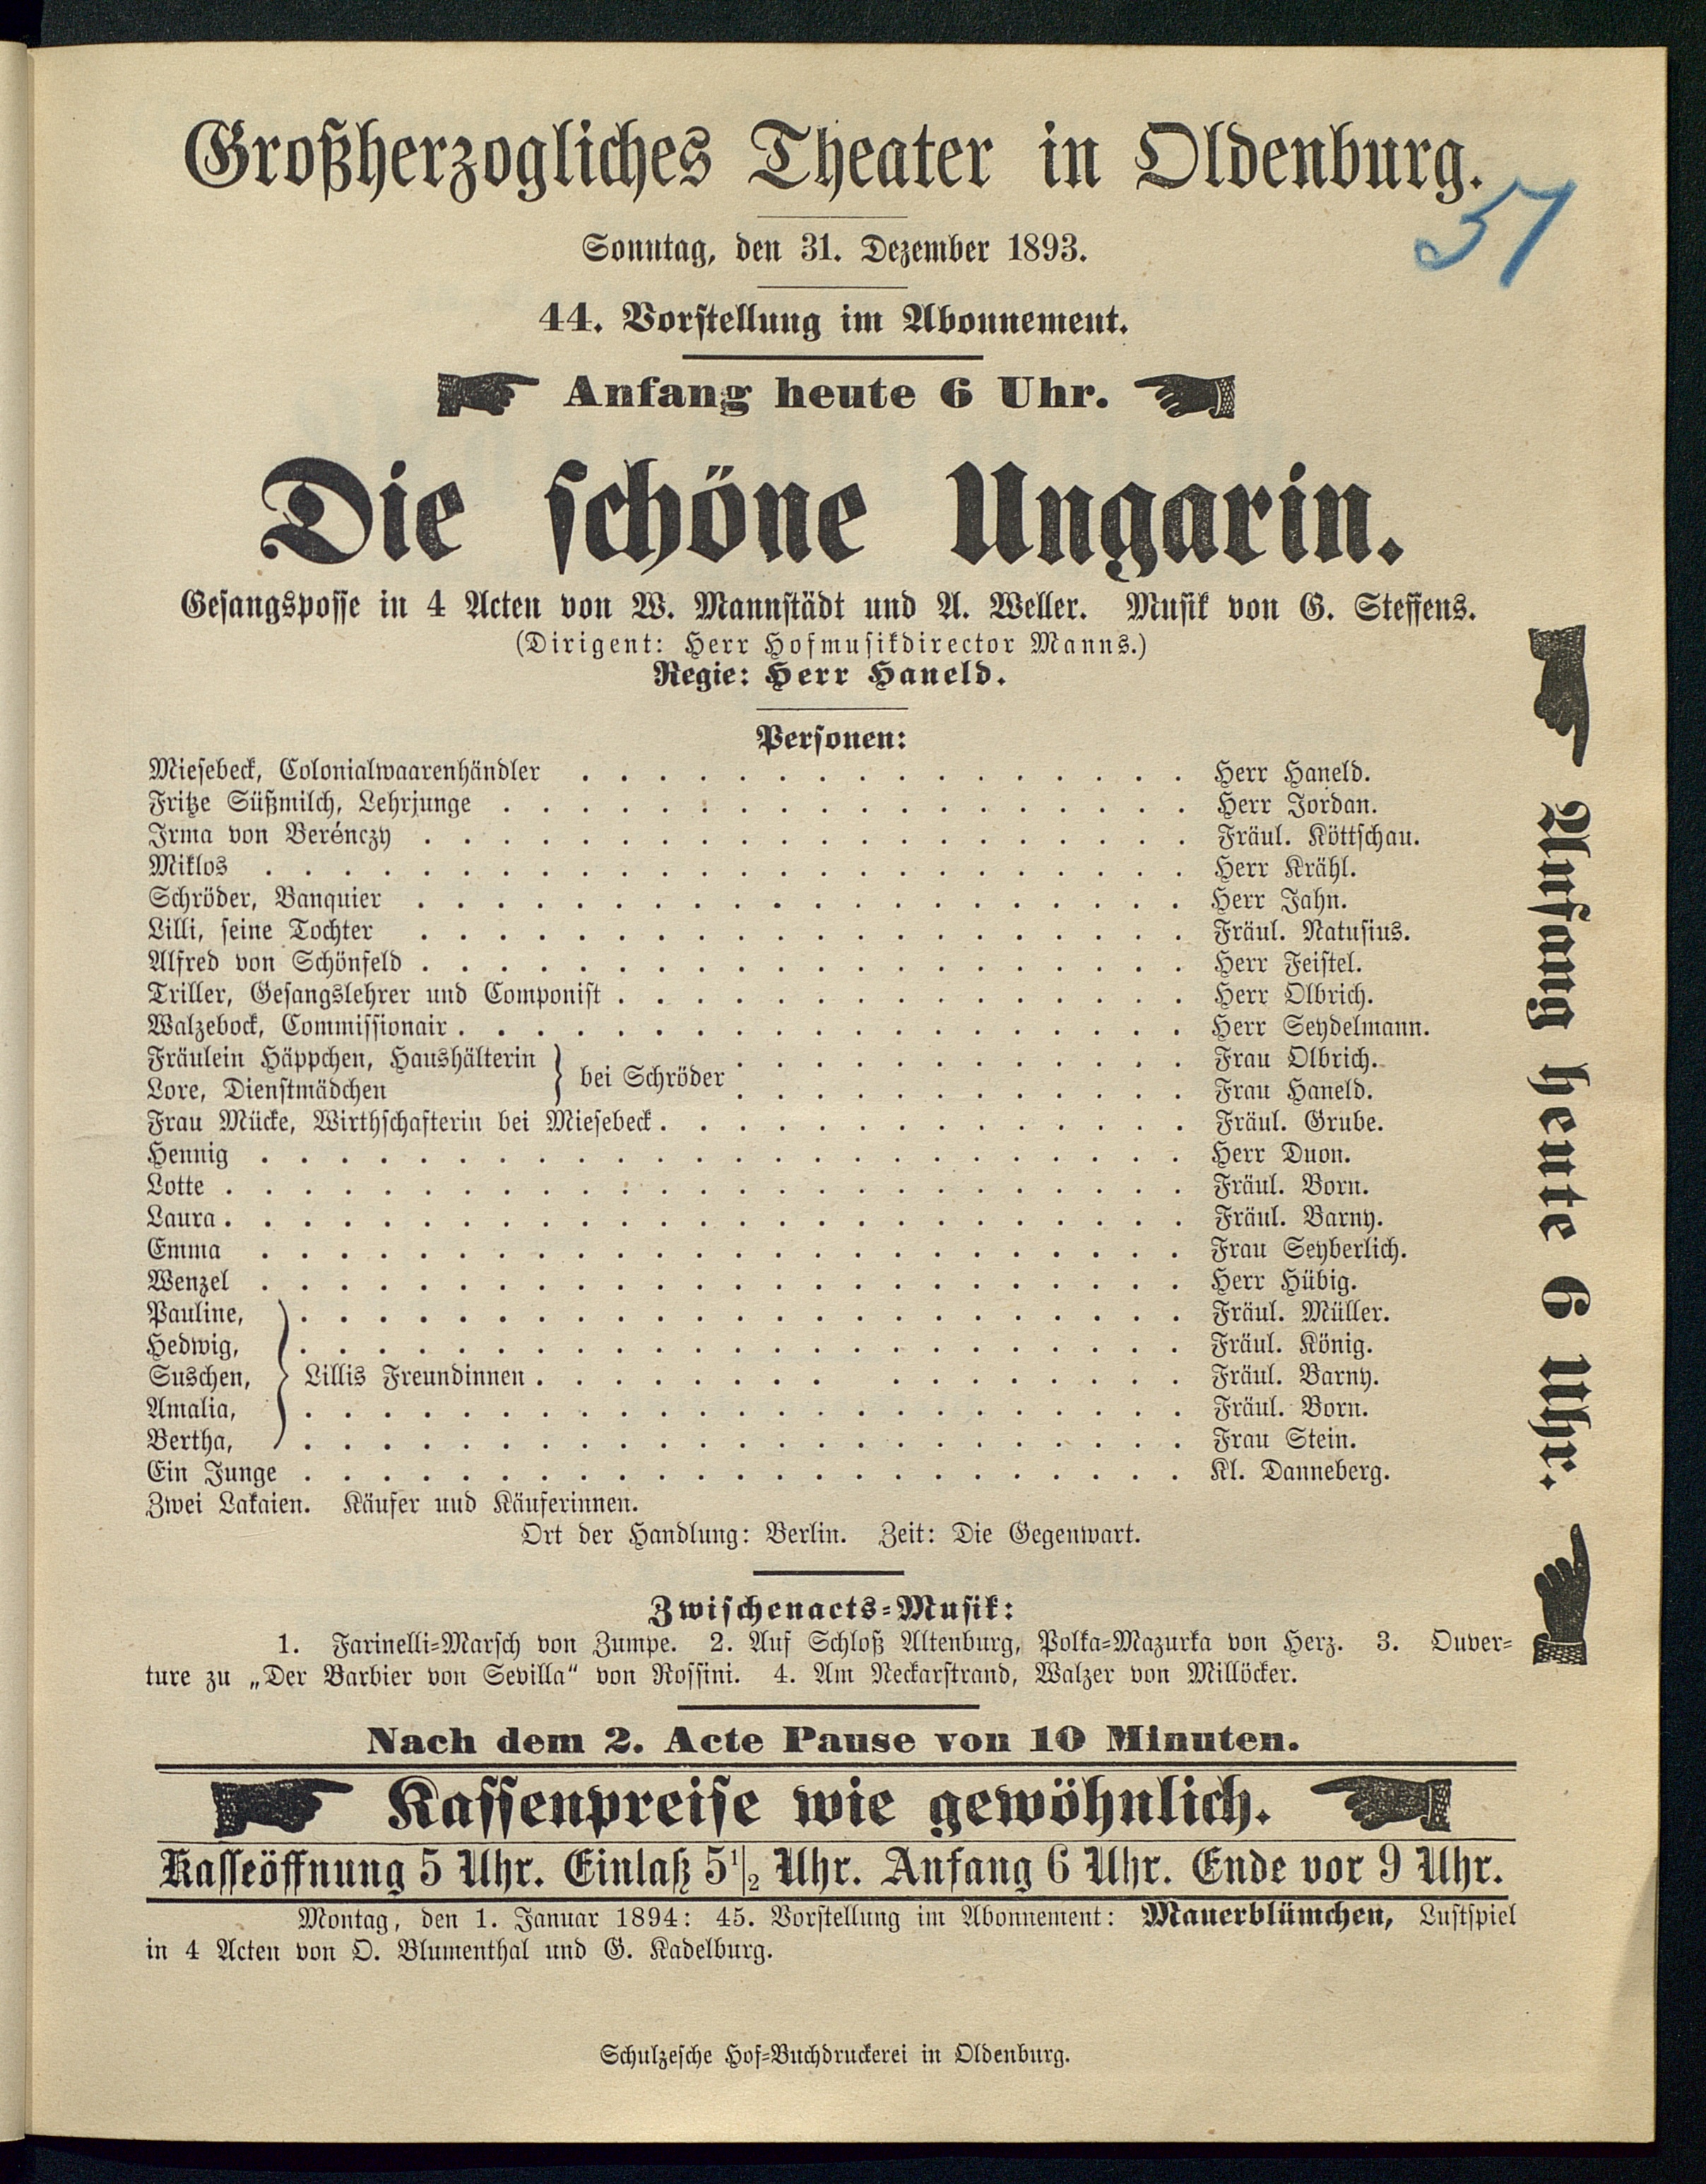 Großherzogliches Theater in Oldenburg.
57
Sonntag, den 31. Dezember 1893.
44. Vorstellung im Abonnement.
Anfang heute 6 Uhr.
Die schöne Ungarin.
Gesangsposse in 4 Acten von W. Mannstädt und A. Weller. Musik von G. Steffens.
(Dirigent: Herr Hofmusikdirector Manns.)
Regie: Herr Haneld.
Personen:
Miesebeck, Colonialwaarenhändler . . . . . . . . . . . . . . . . Herr Haneld.
Fritze Süßmilch, Lehrjunge . . . . . . . . . . . . . . . . . . Herr Jordan.
Irma von Berénczy . . . . . . . . . . . . . . . . . . . . Fräul. Köttschau.
Miklos . . . . . . . . . . . . . . . . . . . . . . . . Herr Krähl.
Schröder, Banquier . . . . . . . . . . . . . . . . . . . . Herr Jahn.
Lilli, seine Tochter . . . . . . . . . . . . . . . . . . . . Fräul. Natusius.
Alfred von Schönfeld . . . . . . . . . . . . . . . . . . . . Herr Feistel.
Triller, Gesangslehrer und Componist . . . . . . . . . . . . . . . Herr Olbrich.
Walzebock, Commissionair . . . . . . . . . . . . . . . . . . . Herr Seydelmann.
Fräulein Häppchen, Haushälterin } bei Schröder . . . . . . . . . . . . Frau Olbrich.
Lore, Dienstmädchen . . . . . . . . . . . . Frau Haneld.
Frau Mücke, Wirthschafterin bei Miesebeck . . . . . . . . . . . . . . Fräul. Grube.
Hennig . . . . . . . . . . . . . . . . . . . . . . . . Herr Duon.
Lotte . . . . . . . . . . . . . . . . . . . . . . . . . Fräul. Born.
Laura . . . . . . . . . . . . . . . . . . . . . . . . . Fräul. Barny.
Emma . . . . . . . . . . . . . . . . . . . . . . . . Frau Seyberlich.
Wenzel . . . . . . . . . . . . . . . . . . . . . . . . Herr Hübig.
Pauline, . . . . . . . . . . . . . . . . . . . . . . . Fräul. Müller.
Hedwig, . . . . . . . . . . . . . . . . . . . . . . . Fräul. König.
Suschen, } Lillis Freundinnen . . . . . . . . . . . . . . . . Fräul. Barny.
Amalia, . . . . . . . . . . . . . . . . . . . . . . . Fräul. Born.
Bertha, . . . . . . . . . . . . . . . . . . . . . . . Frau Stein.
Ein Junge . . . . . . . . . . . . . . . . . . . . . . . Kl. Danneberg.
Zwei Lakaien. Käufer und Käuferinnen.
Ort der Handlung: Berlin. Zeit: Die Gegenwart.
Zwischenacts-Musik:
1. Farinelli-Marsch von Zumpe. 2. Auf Schloß Altenburg, Polka-Mazurka von Herz. 3. Ouver-
ture zu „Der Barbier von Sevilla“ von Rossini. 4. Am Neckarstrand, Walzer von Millöcker.
Nach dem 2. Acte Pause von 10 Minuten.
Kassenpreise wie gewöhnlich.
Kasseöffnung 5 Uhr. Einlaß 5 1/2 Uhr. Anfang 6 Uhr. Ende vor 9 Uhr.
Montag, den 1. Januar 1894: 45. Vorstellung im Abonnement: Mauerblümchen, Lustspiel
in 4 Acten von O. Blumenthal und G. Kadelburg.
Schulzesche Hof-Buchdruckerei in Oldenburg.
Anfang heute 6 Uhr.